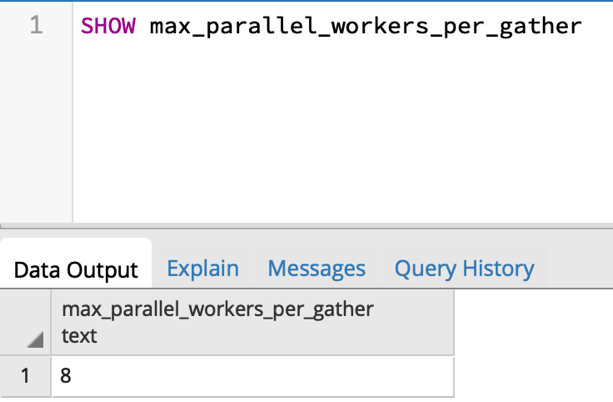 1 SHOW max_parallel_workers_per_gather
Data Output Explain Messages Query History
max_parallel_workers_per_gather
text
1 8